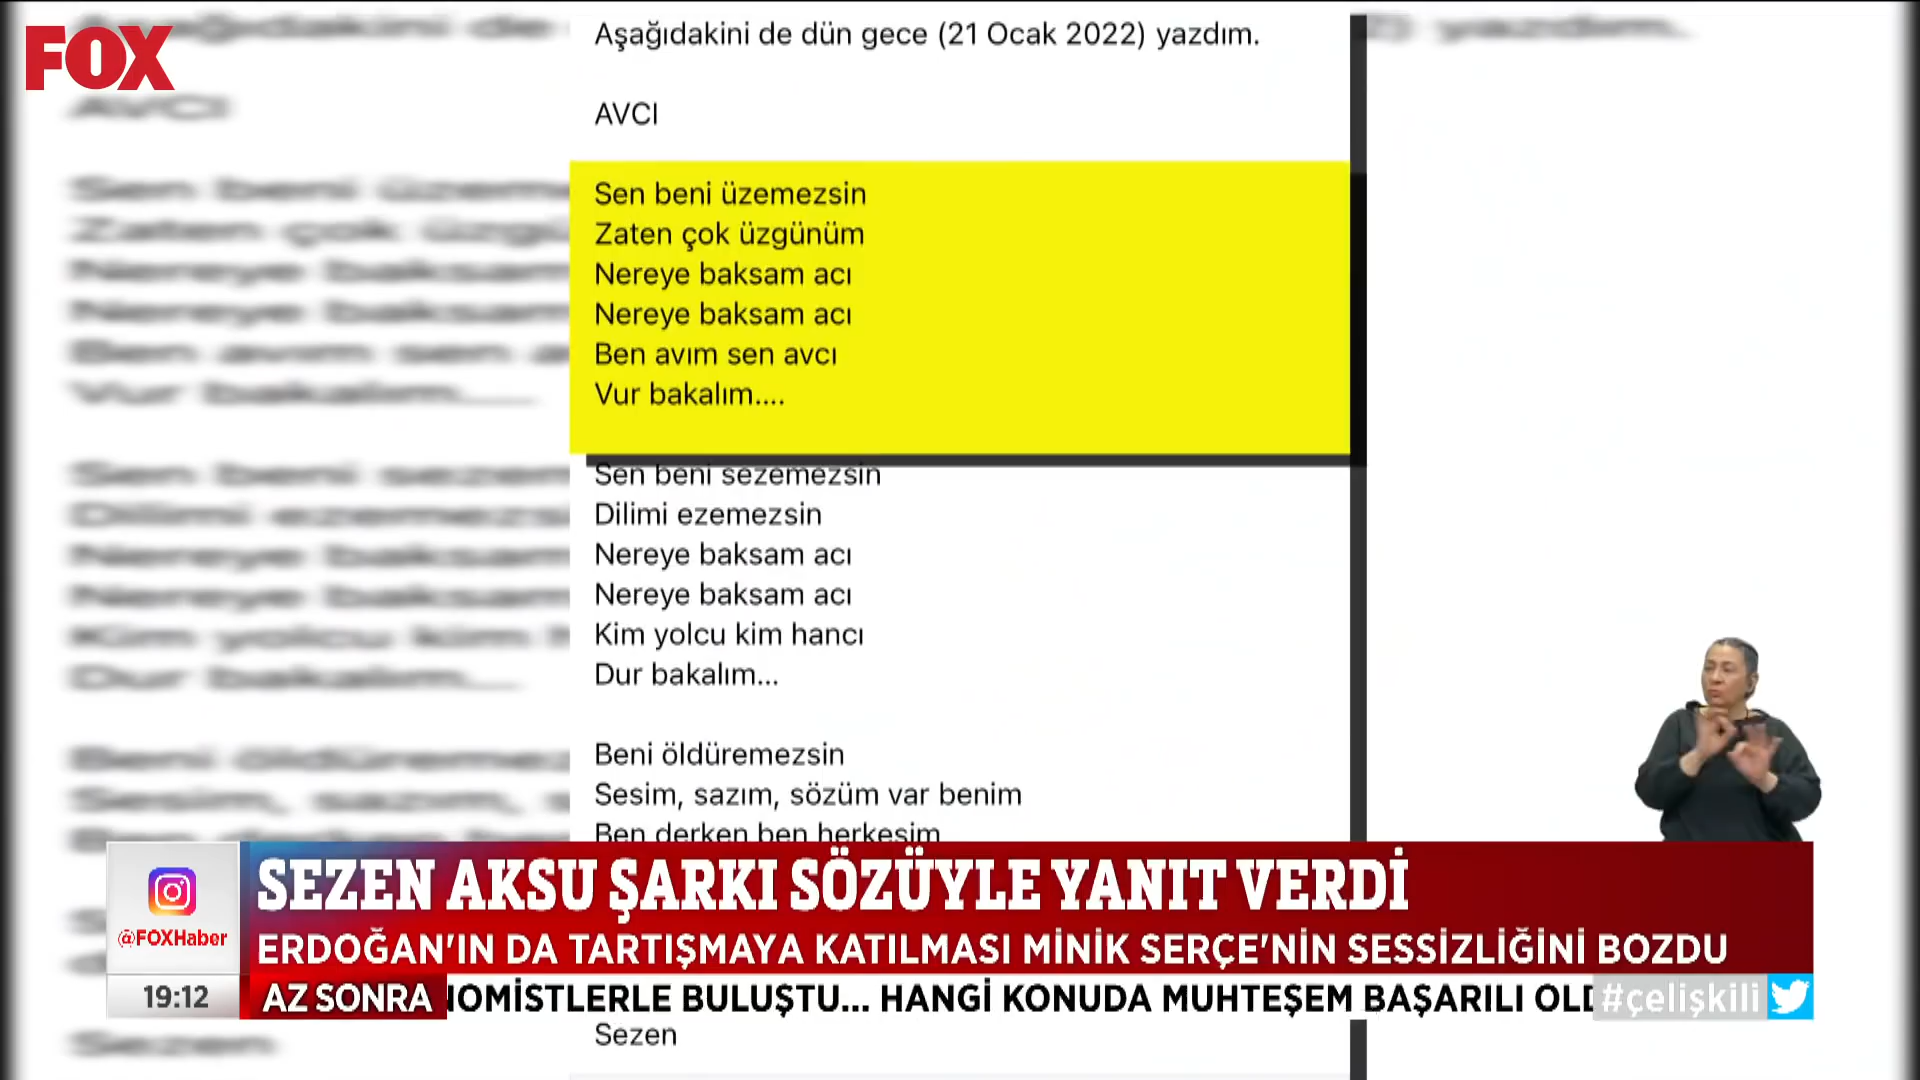 FOX
Aşağıdakini de dün gece (21 Ocak 2022) yazdım.
AVCI
Sen beni üzemezsin
Zaten çok üzgünüm
Nereye baksam acı
Nereye baksam acı
Ben avım sen avcı
Vur bakalım....
Sen beni sezemezsin
Dilimi ezemezsin
Nereye baksam acı
Nereye baksam acı
Kim yolcu kim hancı
Dur bakalım...
Beni öldüremezsin
Sesim, sazım, sözüm var benim
Ben derken ben herkesim
@FOXHaber
SEZEN AKSU ŞARKI SÖZÜYLE YANIT VERDİ
ERDOĞAN'IN DA TARTIŞMAYA KATILMASI MİNİK SERÇE'NİN SESSİZLİĞİNİ BOZDU
19:12 AZ SONRA NOMİSTLERLE BULUŞTU... HANGİ KONUDA MUHTEŞEM BAŞARILI OLD #çelişkili
Sezen